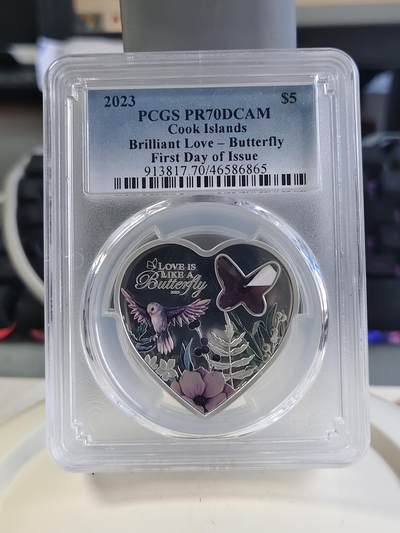 2023 $5
PCGS PR70DCAM
Cook Islands
Brilliant Love – Butterfly
First Day of Issue
913817.70/46586865
LOVE IS
LIKE A
Butterfly